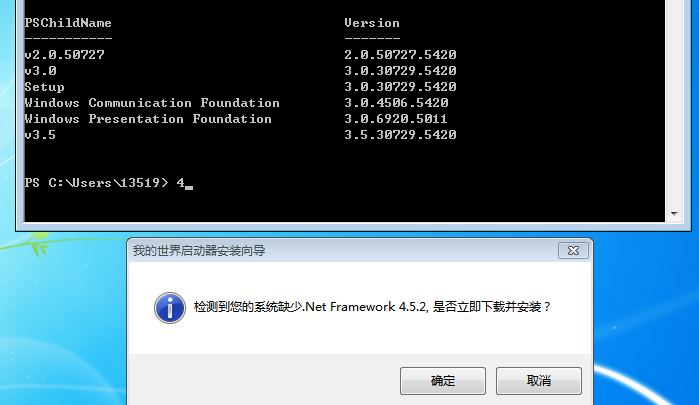 PSChildName Version
----------- -------
v2.0.50727 2.0.50727.5420
v3.0 3.0.30729.5420
Setup 3.0.30729.5420
Windows Communication Foundation 3.0.4506.5420
Windows Presentation Foundation 3.0.6920.5011
v3.5 3.5.30729.5420
PS C:\Users\13519> 4_
我的世界启动器安装向导
检测到您的系统缺少.Net Framework 4.5.2, 是否立即下载并安装？
确定 取消